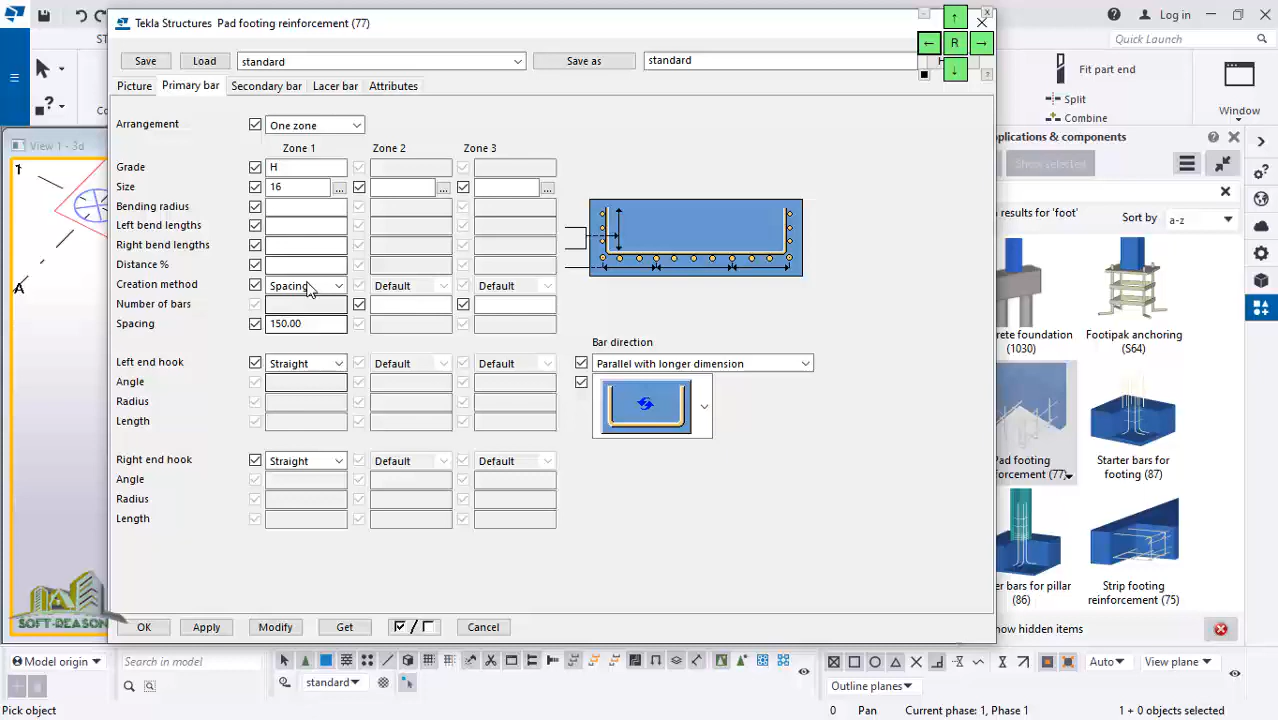 Tekla Structures Pad footing reinforcement (77)
Log in
Quick Launch
Save
Load
standard
Save as
standard
R
Picture
Primary bar
Secondary bar
Lacer bar
Attributes
Fit part end
Split
Combine
Window
Arrangement
One zone
Zone 1
Zone 2
Zone 3
Grade
H
Size
16
...
...
...
Bending radius
Left bend lengths
Right bend lengths
Distance %
Creation method
Spacing
Default
Default
Number of bars
Spacing
150.00
Left end hook
Straight
Default
Default
Angle
Radius
Length
Right end hook
Straight
Default
Default
Angle
Radius
Length
Bar direction
Parallel with longer dimension
OK
Apply
Modify
Get
/
Cancel
View 1 - 3d
1
A
SOFT-REASON
pplications & components
Show selected
s results for 'foot'
Sort by
a-z
rete foundation
(1030)
Footipak anchoring
(S64)
Pad footing
forcement (77)
Starter bars for
footing (87)
er bars for pillar
(86)
Strip footing
reinforcement (75)
how hidden items
Model origin
Search in model
standard
Auto
View plane
Outline planes
Pick object
0
Pan
Current phase: 1, Phase 1
1 + 0 objects selected